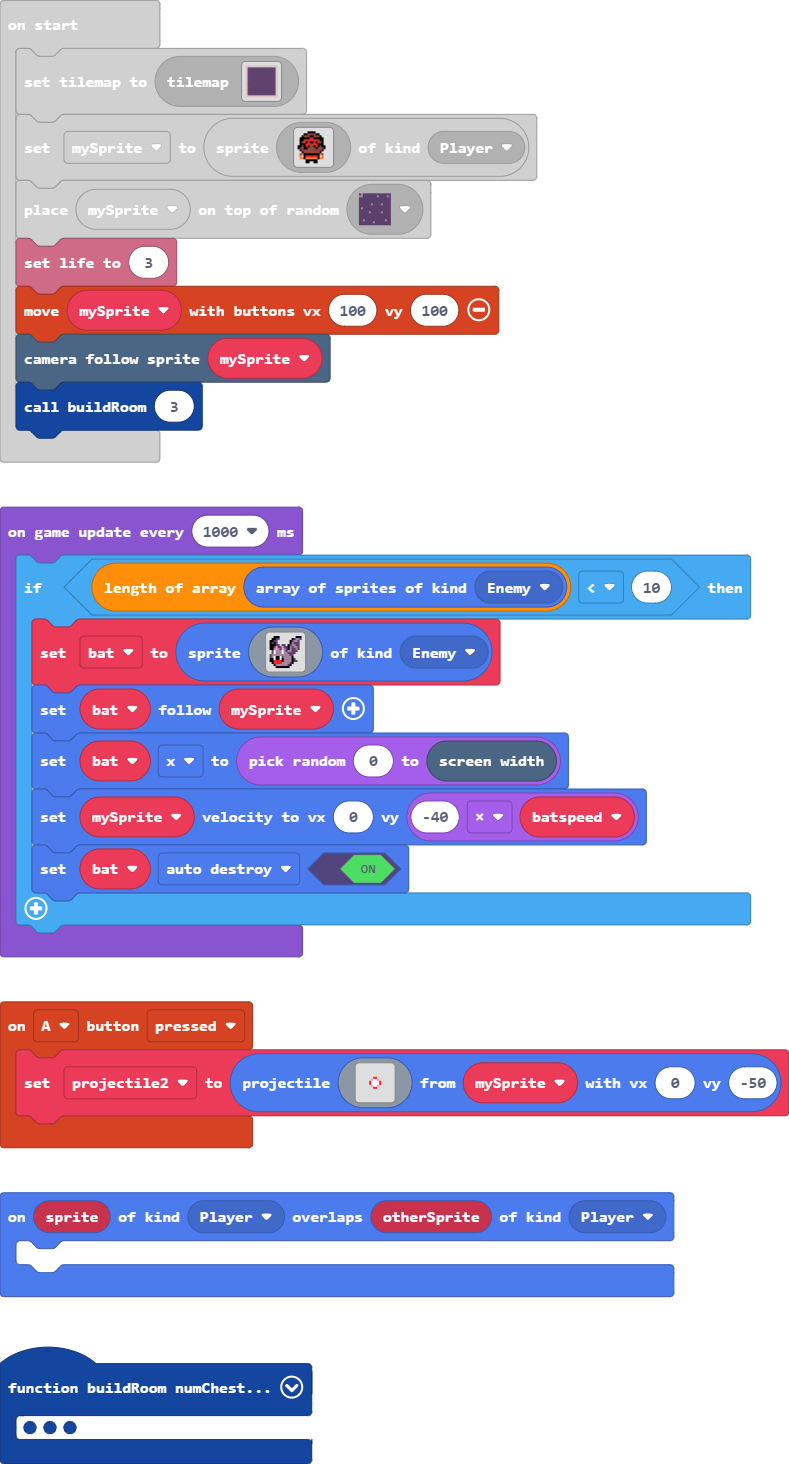 on start
set tilemap to tilemap
set mySprite to sprite of kind Player
place mySprite on top of random
set life to 3
move mySprite with buttons vx 100 vy 100
camera follow sprite mySprite
call buildRoom 3
on game update every 1000 ms
if length of array array of sprites of kind Enemy < 10 then
set bat to sprite of kind Enemy
set bat follow mySprite
set bat x to pick random 0 to screen width
set mySprite velocity to vx 0 vy -40 × batspeed
set bat auto destroy ON
on A button pressed
set projectile2 to projectile from mySprite with vx 0 vy -50
on sprite of kind Player overlaps otherSprite of kind Player
function buildRoom numChest...